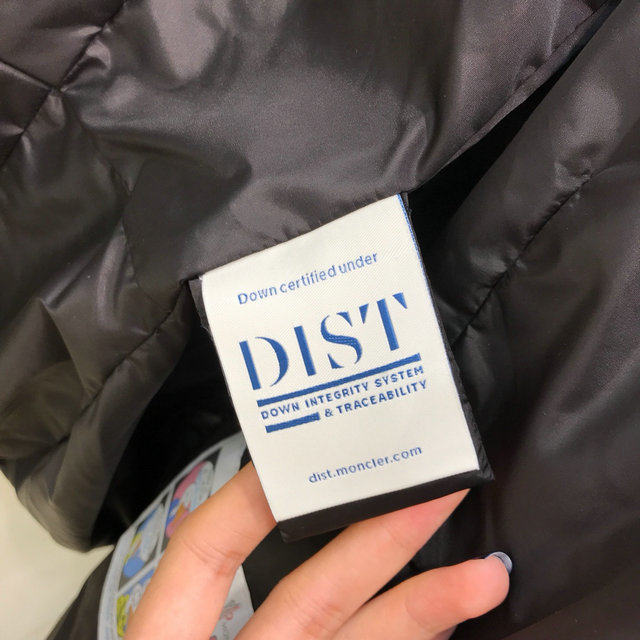 Down certified under
DIST
DOWN INTEGRITY SYSTEM
& TRACEABILITY
dist.moncler.com